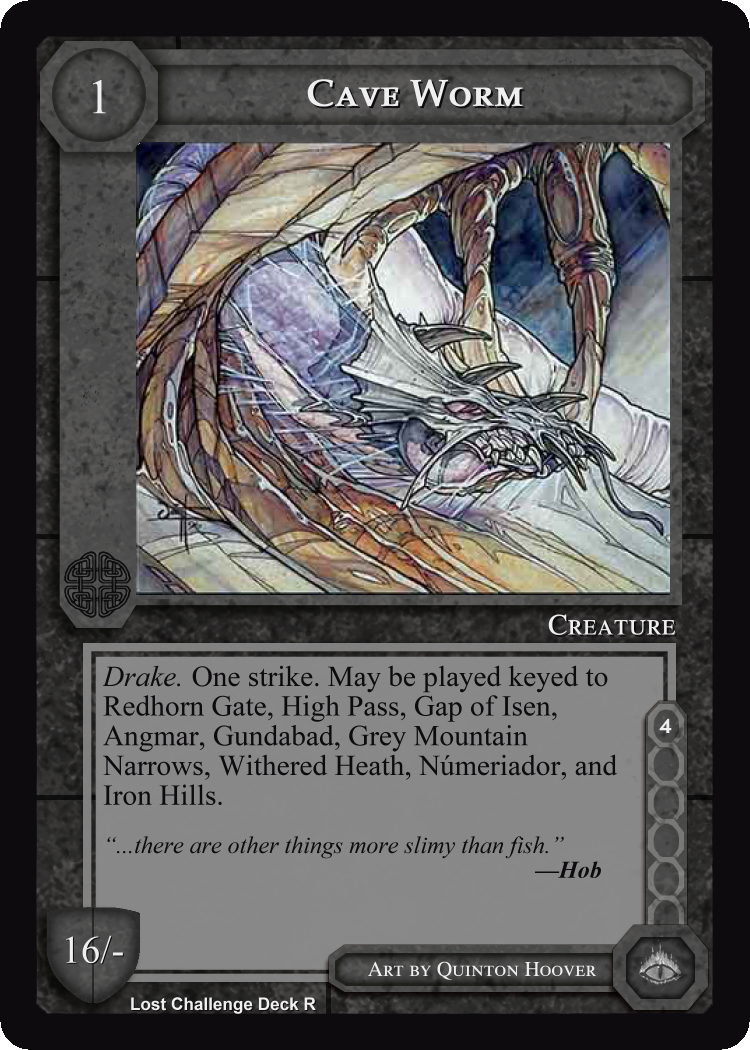 1
Cave Worm
Creature
Drake. One strike. May be played keyed to
Redhorn Gate, High Pass, Gap of Isen,
Angmar, Gundabad, Grey Mountain
Narrows, Withered Heath, Númeriador, and
Iron Hills.
“...there are other things more slimy than fish.”
—Hob
4
16/-
Art by Quinton Hoover
Lost Challenge Deck R